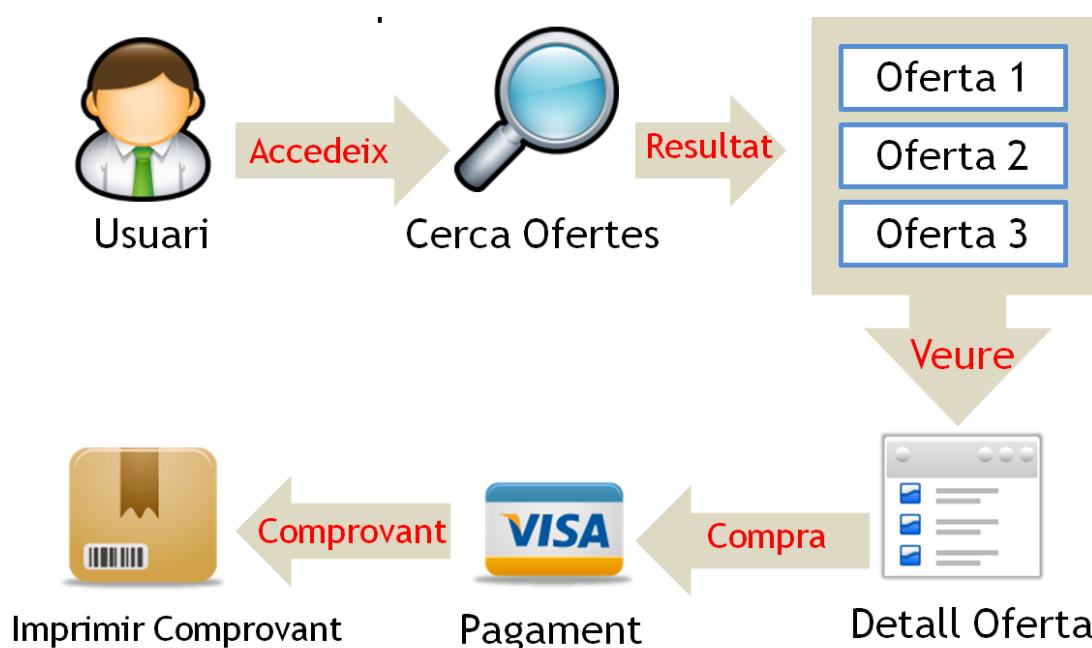 Oferta 1
Accedeix
Resultat
Oferta 2
Usuari
Cerca Ofertes
Oferta 3
Veure
Comprovant
VISA
Compra
Imprimir Comprovant
Pagament
Detall Oferta